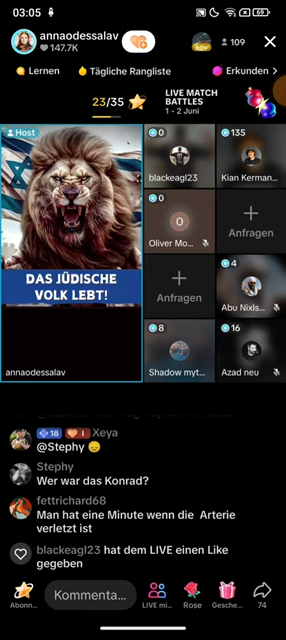 03:05
69
annaodessalav
147.7K
109
Lernen
Tägliche Rangliste
Erkunden >
23/35
LIVE MATCH
BATTLES
1 - 2 Juni
Host
DAS JÜDISCHE
VOLK LEBT!
annaodessalav
0
blackeagl23
135
Kian Kerman...
0
O
Oliver Mo...
Anfragen
Anfragen
4
Abu Nixls...
8
Shadow myt...
16
Azad neu
18 I Xeya
@Stephy 😞
Stephy
Wer war das Konrad?
fettrichard68
Man hat eine Minute wenn die Arterie
verletzt ist
blackeagl23 hat dem LIVE einen Like
gegeben
Abonn...
Kommenta...
LIVE mi...
Rose
Gesche...
74